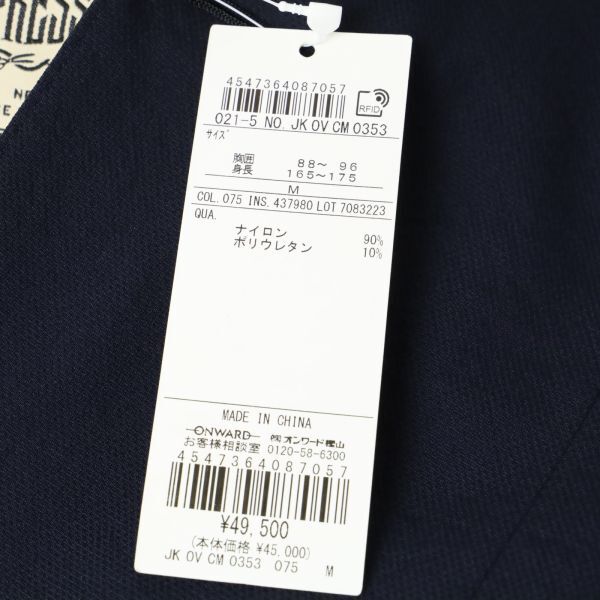 4547364087057
RFID
021-5 NO. JK OV CM 0353
サイズ
胸囲 88～ 96
身長 165～175
M
COL. 075 INS. 437980 LOT 7083223
QUA.
ナイロン 90%
ポリウレタン 10%
MADE IN CHINA
ONWARD ㈱オンワード樫山
お客様相談室 0120-58-6300
4547364087057
¥49,500
(本体価格 ¥45,000)
JK OV CM 0353 075 M